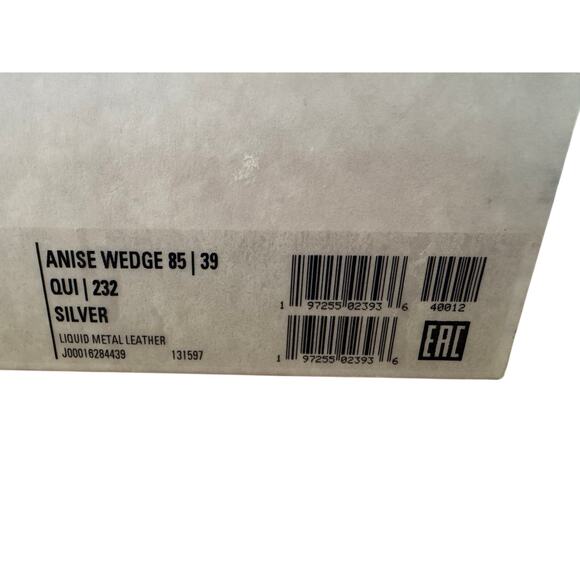 ANISE WEDGE 85 | 39
QUI | 232
SILVER
LIQUID METAL LEATHER
J00016284439 131597
1 97255 02393 6
40012
1 97255 02393 6
EAC